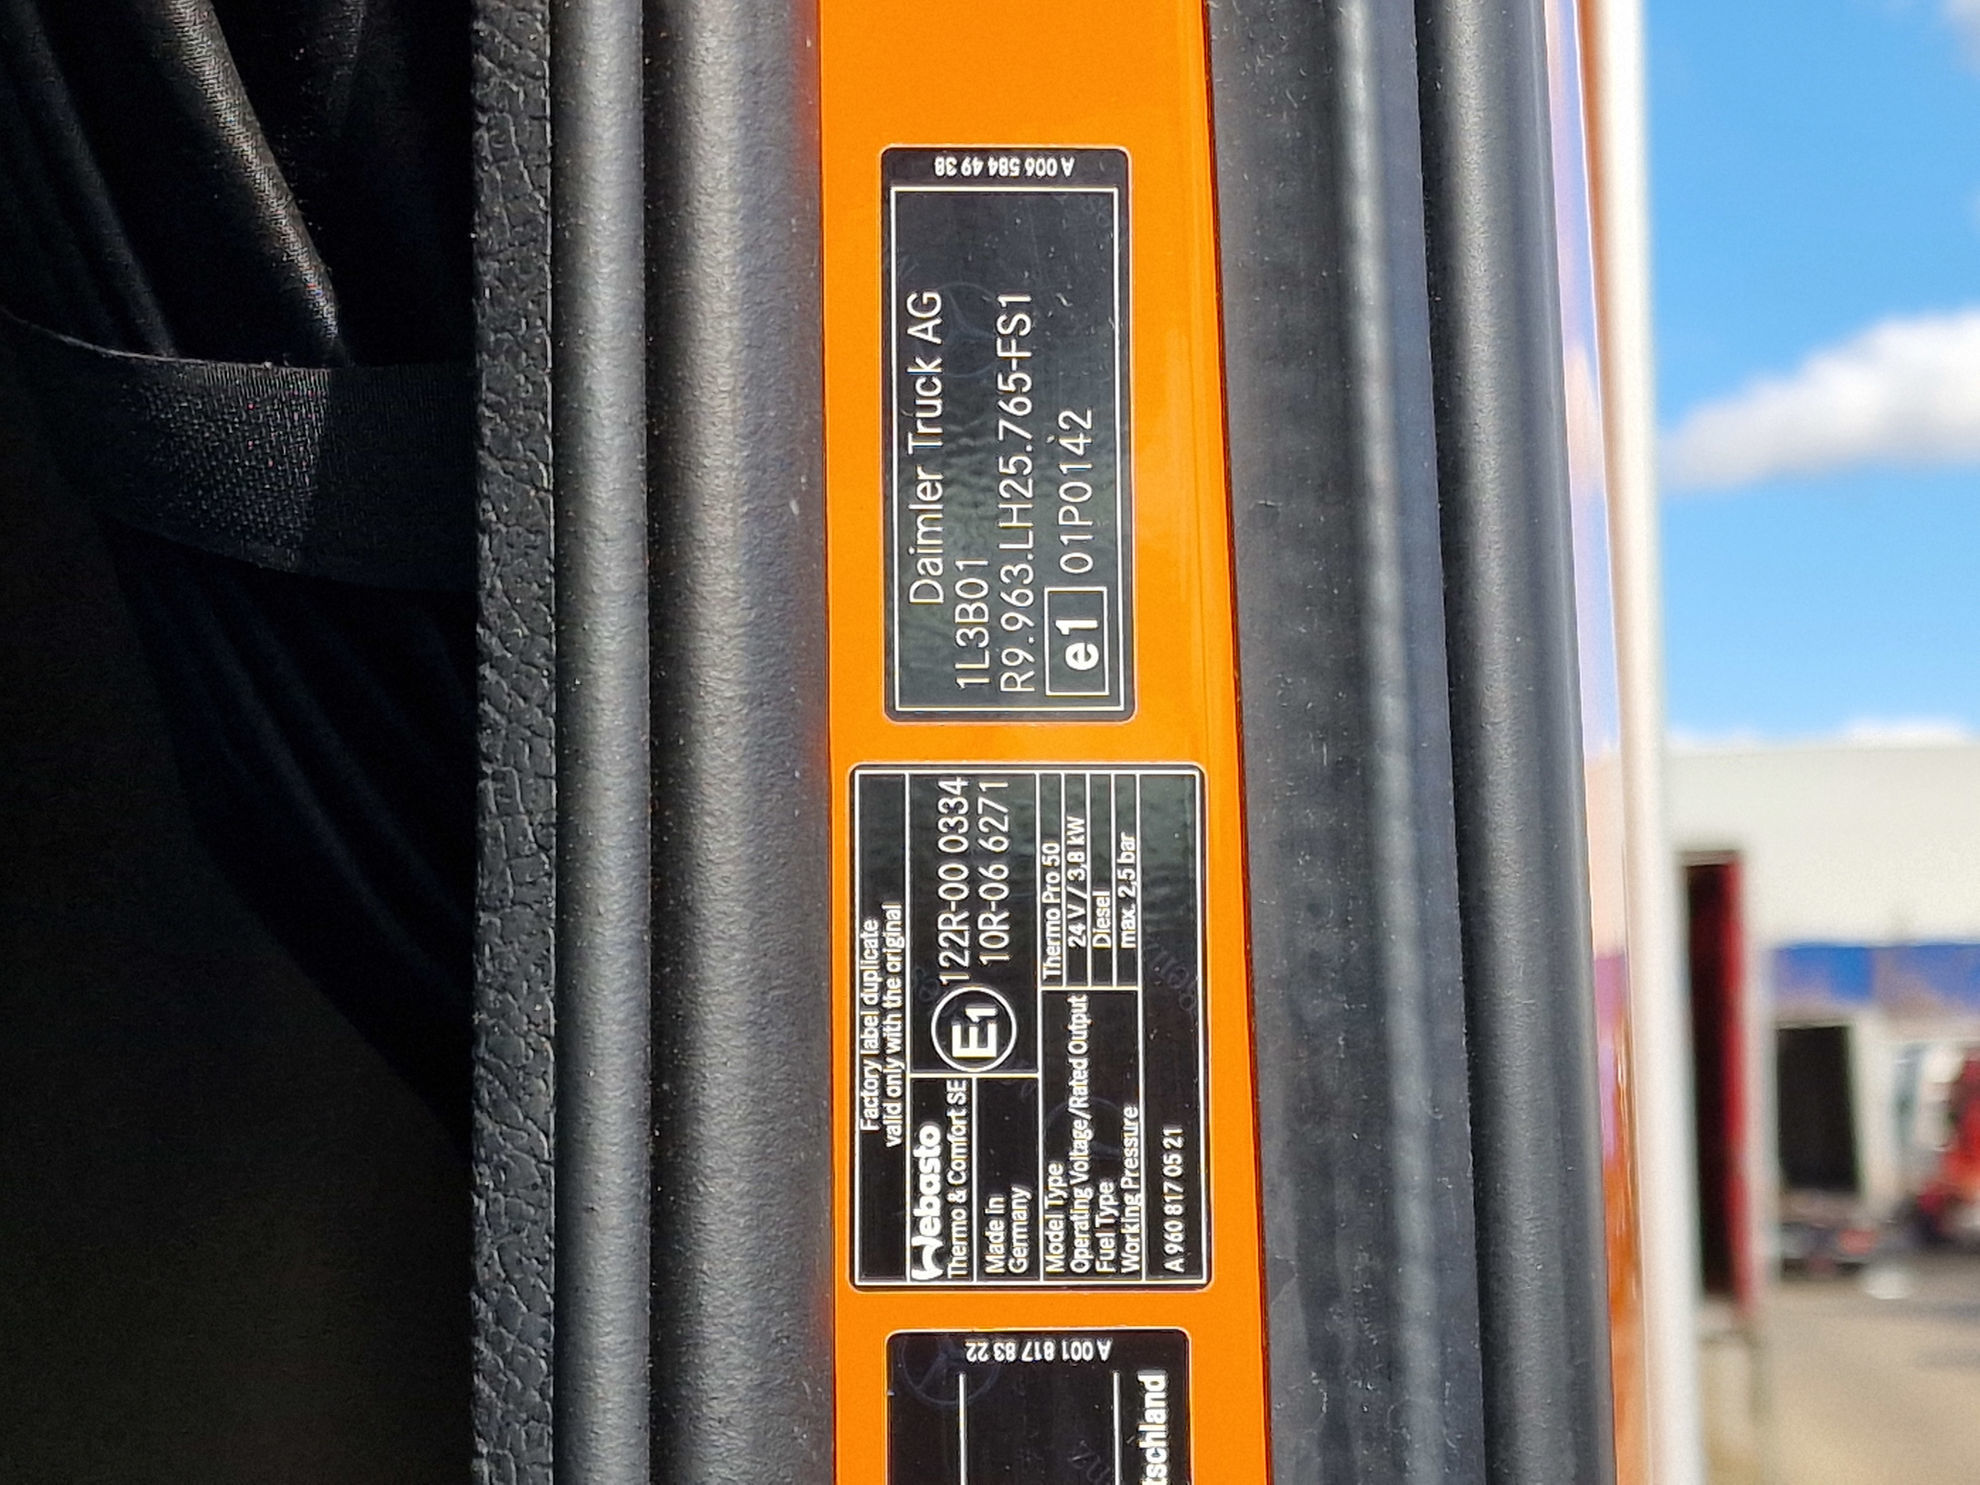 A 006 584 49 38
Daimler Truck AG
1L3B01
R9.963.LH25.765-FS1
e1 01P0142
Factory label duplicate
valid only with the original
Webasto
Thermo & Comfort SE
Made in
Germany
E1 122R-00 0334
10R-06 6271
Model Type Thermo Pro 50
Operating Voltage/Rated Output 24 V / 3,8 kW
Fuel Type Diesel
Working Pressure max. 2,5 bar
A 960 817 05 21
A 001 817 83 22
tschland